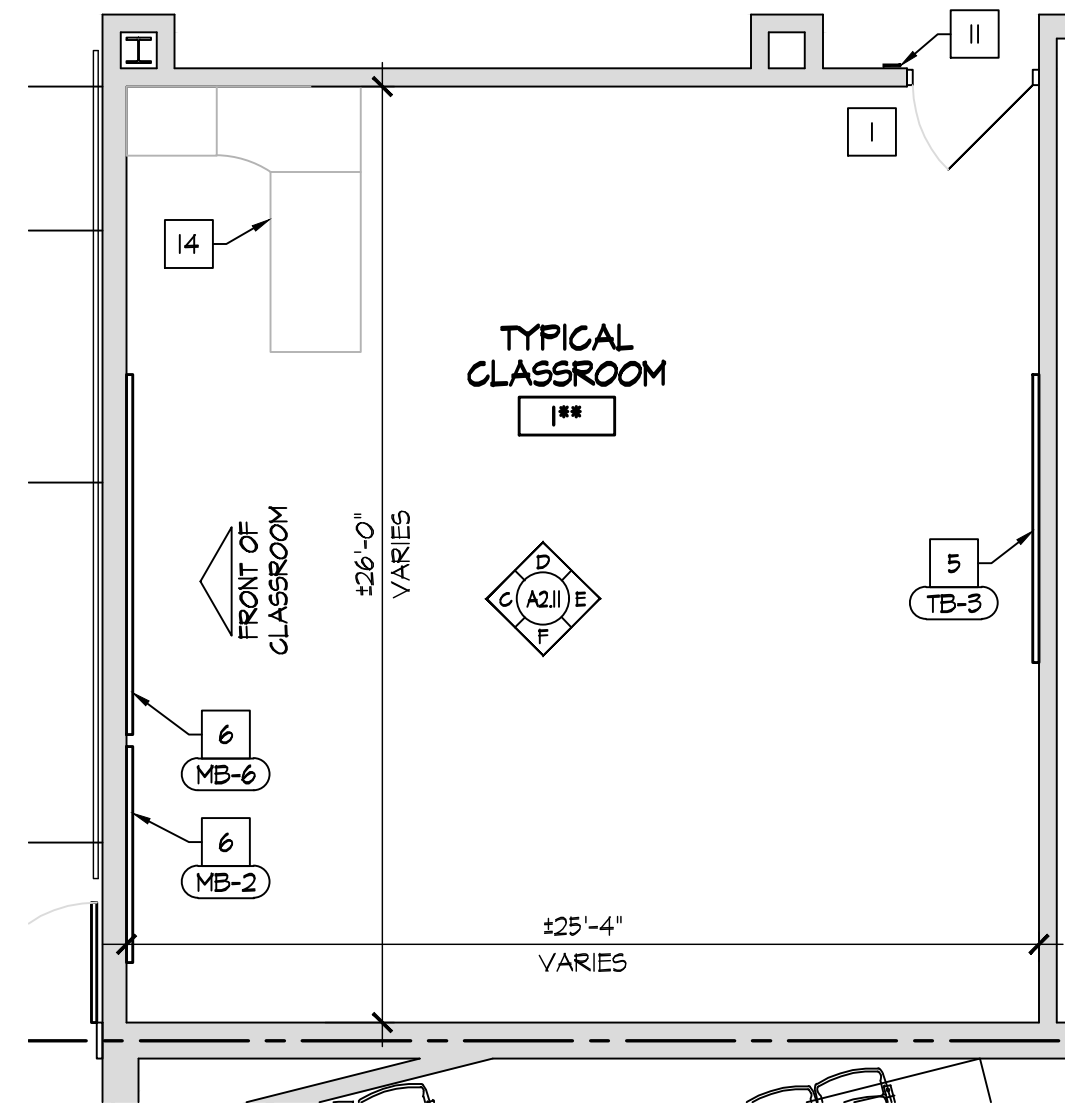 11
1
14
TYPICAL
CLASSROOM
1**
FRONT OF
CLASSROOM
±26'-0"
VARIES
D
C
A2.11
E
F
5
TB-3
6
MB-6
6
MB-2
±25'-4"
VARIES